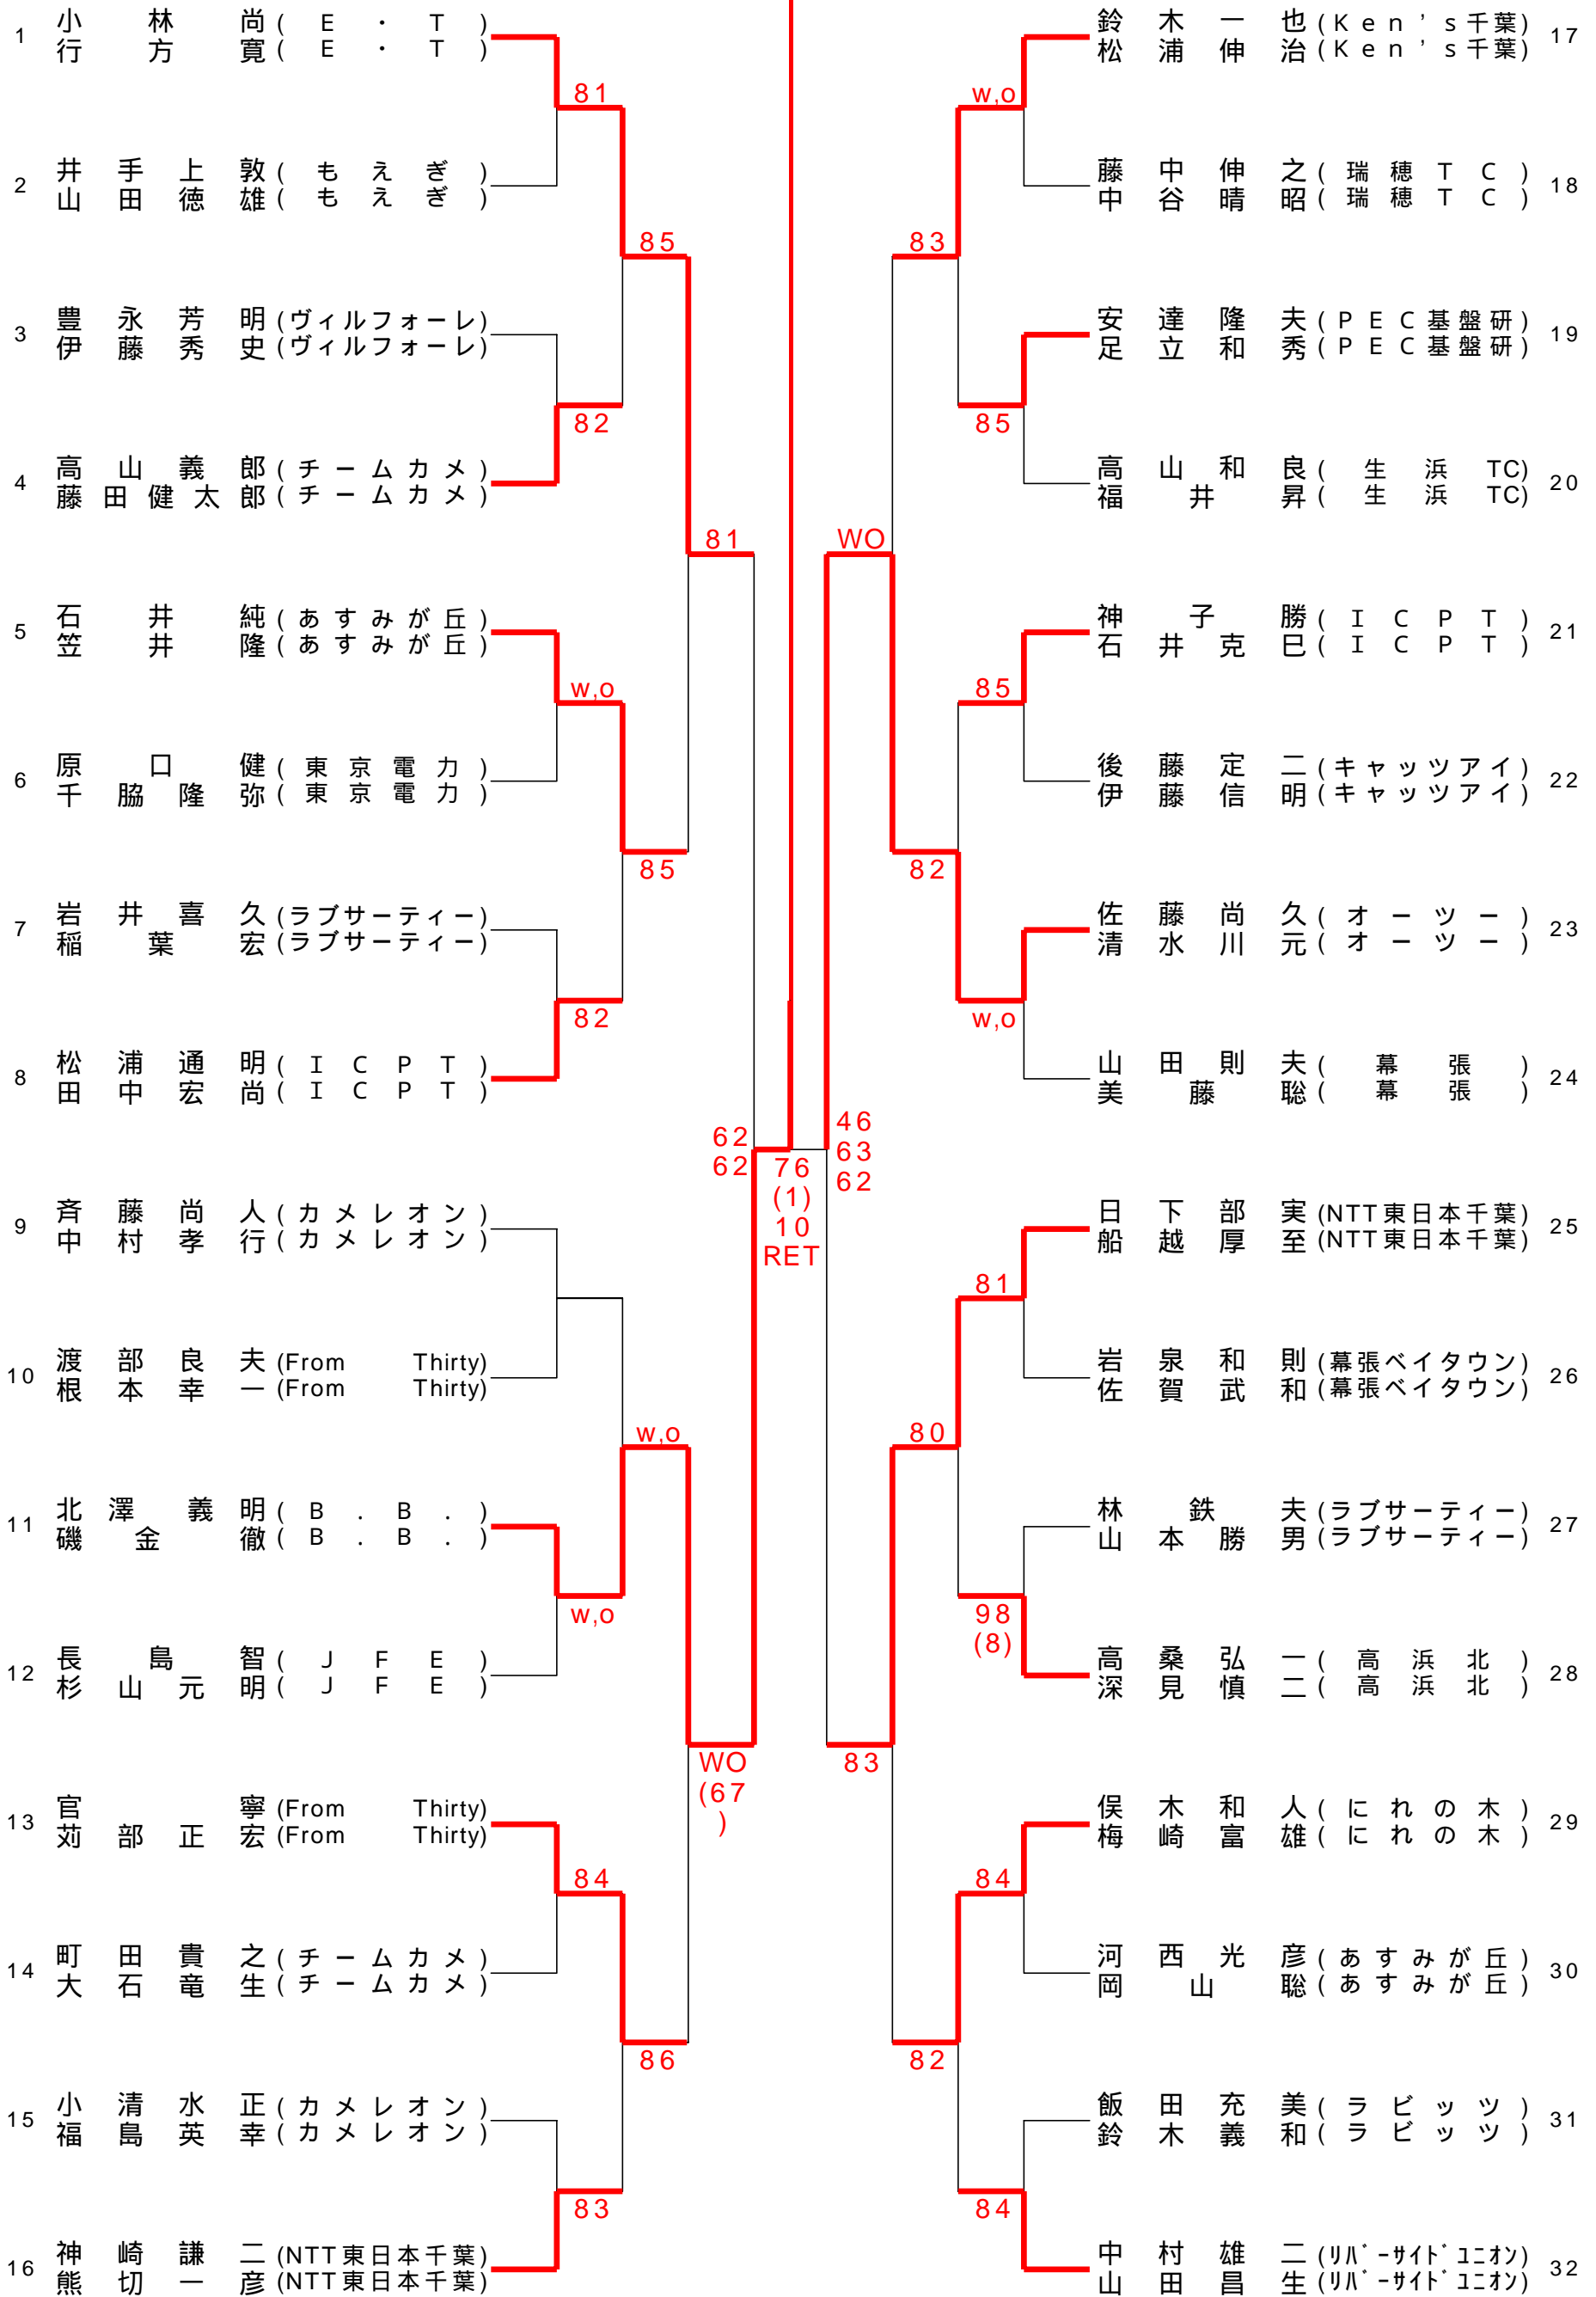 1 小林尚 (E・T)
行方寛 (E・T)
81
2 井手上敦 (もえぎ)
山田徳雄 (もえぎ)
85
3 豊永芳明 (ヴィルフォーレ)
伊藤秀史 (ヴィルフォーレ)
82
4 高山義郎 (チームカメ)
藤田健太郎 (チームカメ)
81
5 石井純 (あすみが丘)
笠井隆 (あすみが丘)
w,o
6 原口健 (東京電力)
千脇隆弥 (東京電力)
85
7 岩井喜久 (ラブサーティー)
稲葉宏 (ラブサーティー)
82
8 松浦通明 (ICPT)
田中宏尚 (ICPT)
62
62
76
(1)
10
RET
9 斉藤尚人 (カメレオン)
中村孝行 (カメレオン)
10 渡部良夫 (From Thirty)
根本幸一 (From Thirty)
w,o
11 北澤義明 (B.B.)
磯金徹 (B.B.)
w,o
12 長島智 (JFE)
杉山元明 (JFE)
WO
(67
)
13 官寧 (From Thirty)
苅部正宏 (From Thirty)
84
14 町田貴之 (チームカメ)
大石竜生 (チームカメ)
86
15 小清水正 (カメレオン)
福島英幸 (カメレオン)
83
16 神崎謙二 (NTT東日本千葉)
熊切一彦 (NTT東日本千葉)
鈴木一也 (Ken's千葉) 17
松浦伸治 (Ken's千葉)
w,o
藤中伸之 (瑞穂TC) 18
中谷晴昭 (瑞穂TC)
83
安達隆夫 (PEC基盤研) 19
足立和秀 (PEC基盤研)
85
高山和良 (生浜TC) 20
福井昇 (生浜TC)
WO
神子勝 (ICPT) 21
石井克巳 (ICPT)
85
後藤定二 (キャッツアイ) 22
伊藤信明 (キャッツアイ)
82
佐藤尚久 (オーツー) 23
清水川元 (オーツー)
w,o
山田則夫 (幕張) 24
美藤聡 (幕張)
46
63
62
日下部実 (NTT東日本千葉) 25
船越厚至 (NTT東日本千葉)
81
岩泉和則 (幕張ベイタウン) 26
佐賀武和 (幕張ベイタウン)
80
林鉄夫 (ラブサーティー) 27
山本勝男 (ラブサーティー)
98
(8)
高桑弘一 (高浜北) 28
深見慎二 (高浜北)
83
俣木和人 (にれの木) 29
梅崎富雄 (にれの木)
84
河西光彦 (あすみが丘) 30
岡山聡 (あすみが丘)
82
飯田充美 (ラビッツ) 31
鈴木義和 (ラビッツ)
84
中村雄二 (ﾘﾊﾞｰｻｲﾄﾞﾕﾆｵﾝ) 32
山田昌生 (ﾘﾊﾞｰｻｲﾄﾞﾕﾆｵﾝ)